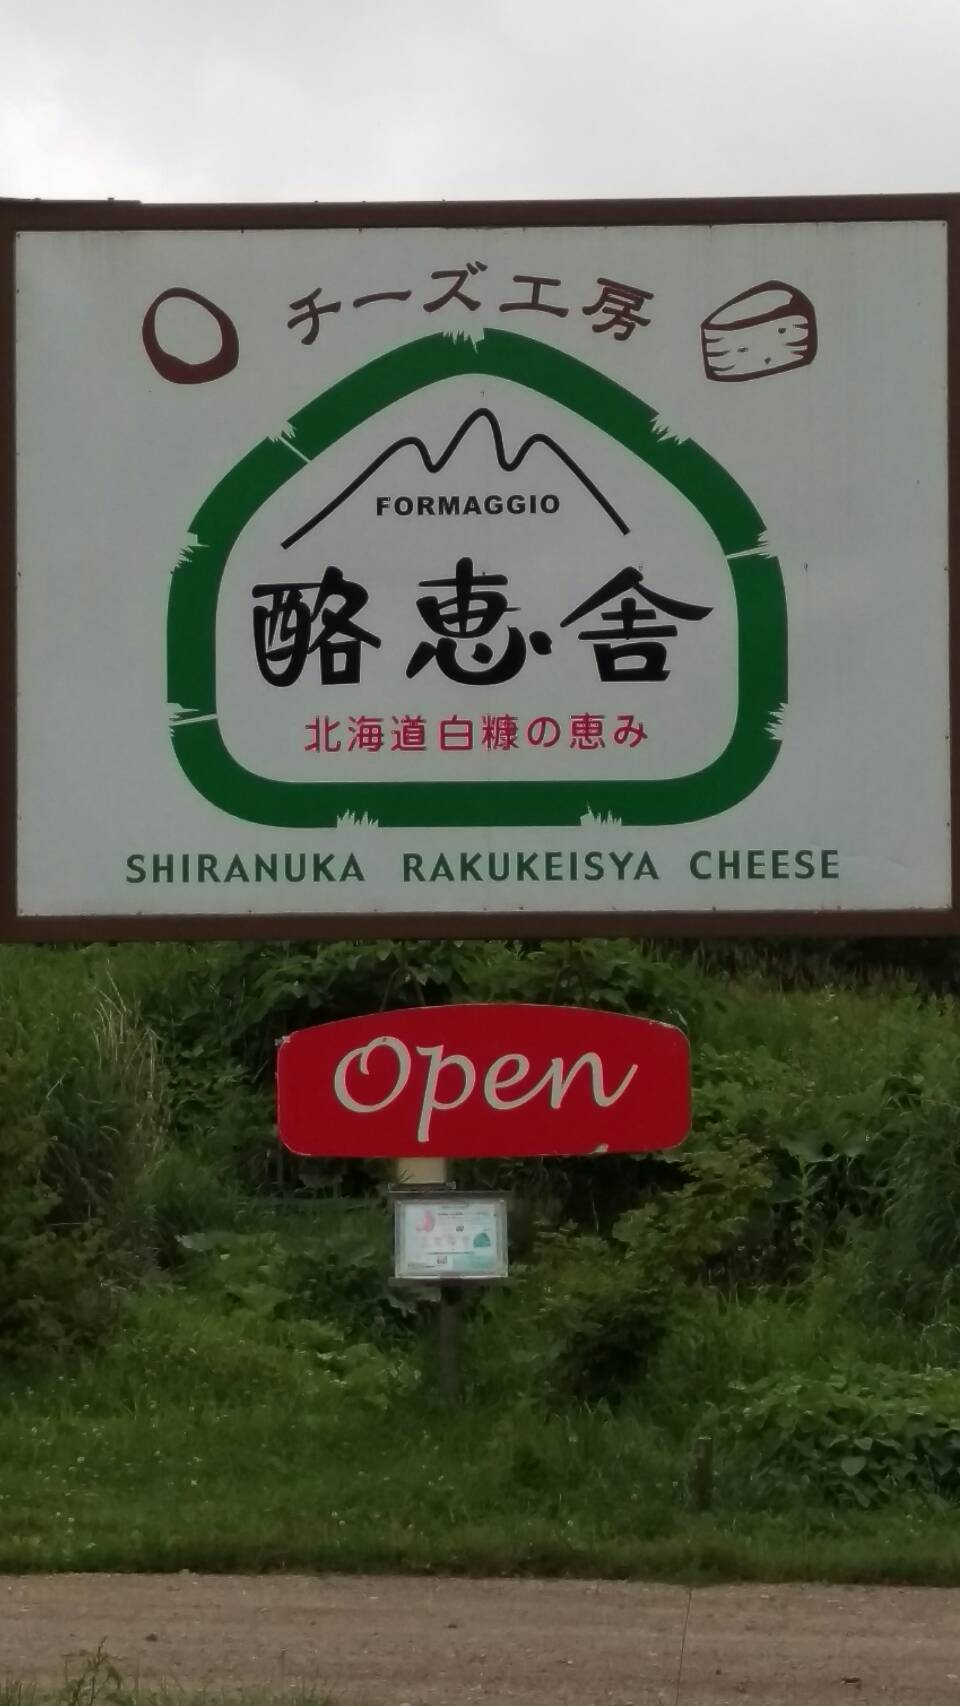 チーズ工房
FORMAGGIO
酪恵舎
北海道白糠の恵み
SHIRANUKA RAKUKEISYA CHEESE
Open